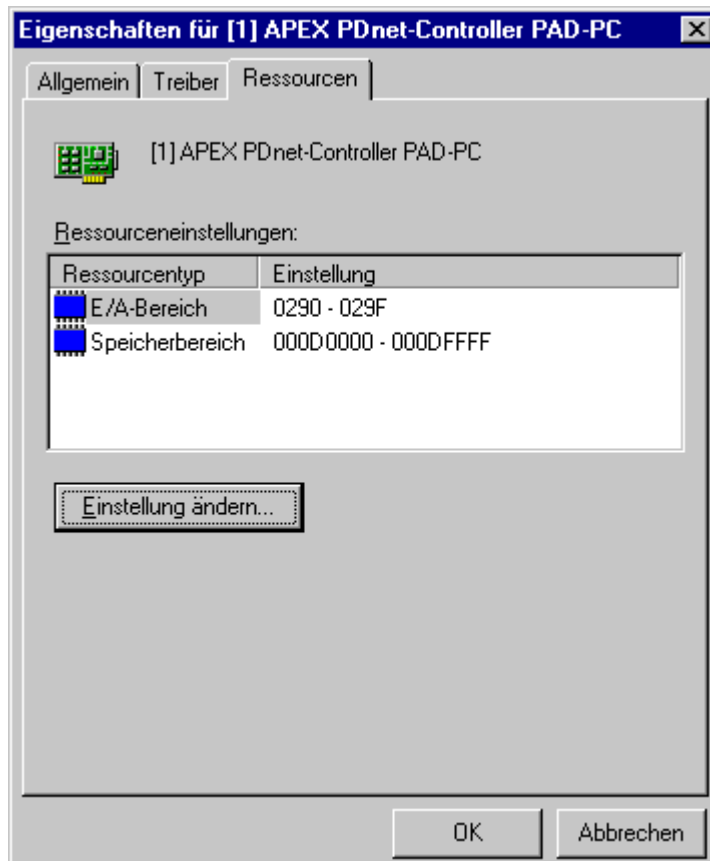 Eigenschaften für [1] APEX PDnet-Controller PAD-PC
Allgemein Treiber Ressourcen
[1] APEX PDnet-Controller PAD-PC
Ressourceneinstellungen:
Ressourcentyp Einstellung
E/A-Bereich 0290 - 029F
Speicherbereich 000D0000 - 000DFFFF
Einstellung ändern...
OK Abbrechen